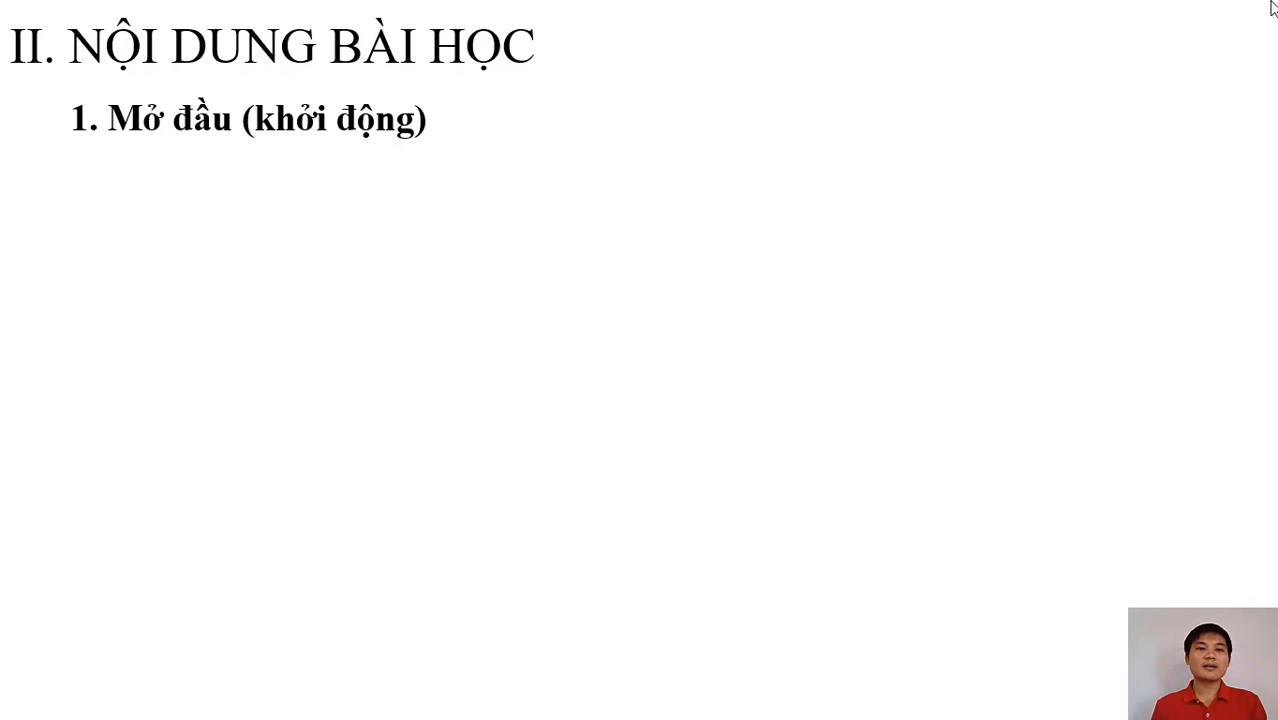 II. NỘI DUNG BÀI HỌC
1. Mở đầu (khởi động)